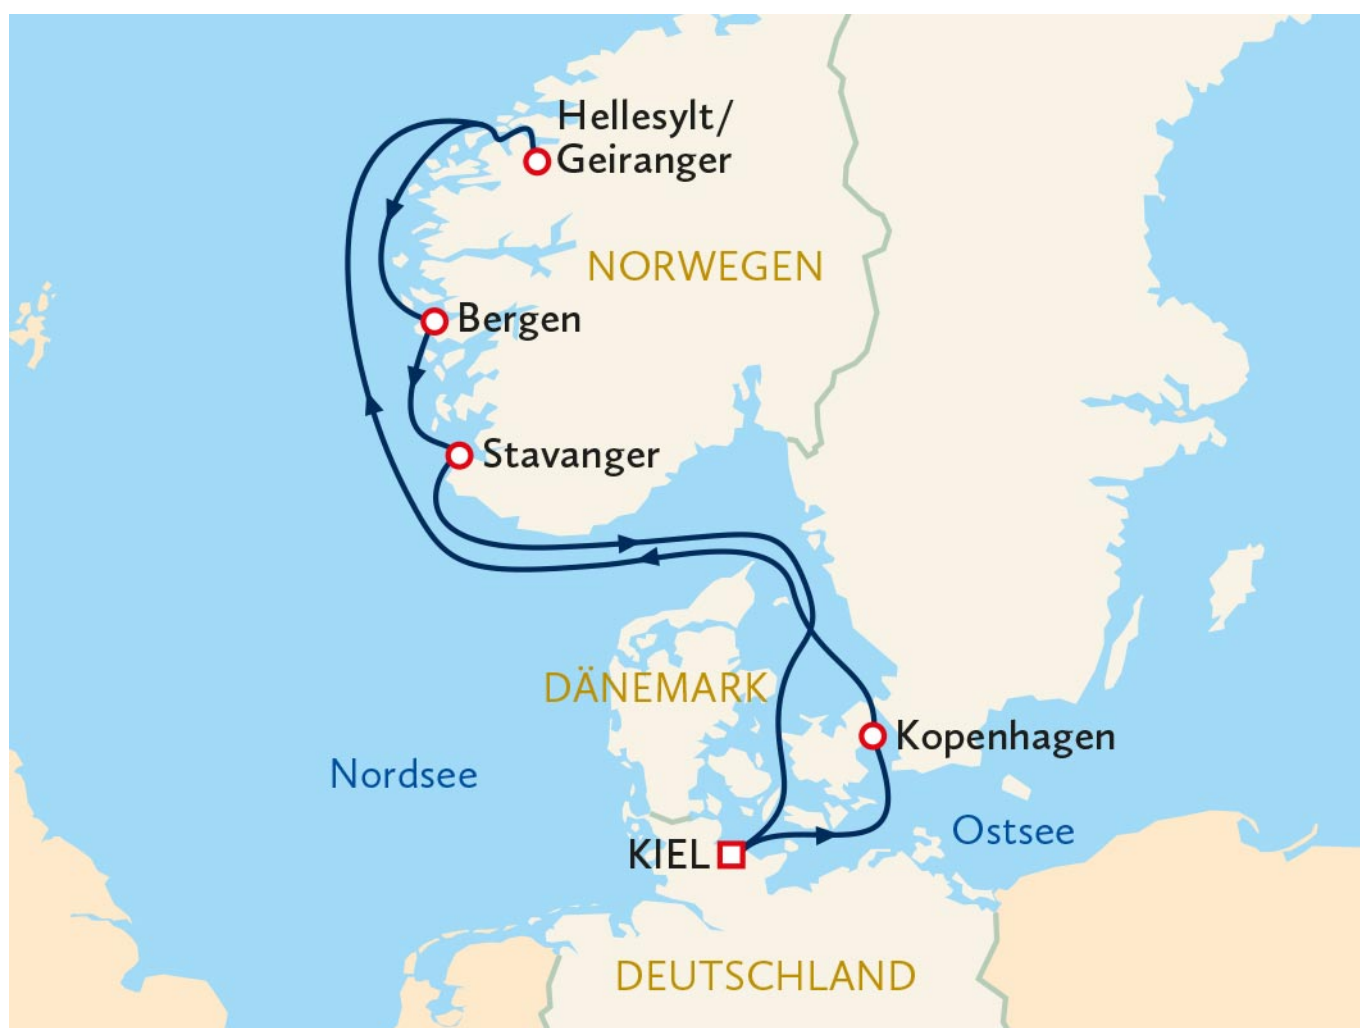 Hellesylt/
Geiranger
NORWEGEN
Bergen
Stavanger
DÄNEMARK
Kopenhagen
Nordsee
Ostsee
KIEL
DEUTSCHLAND